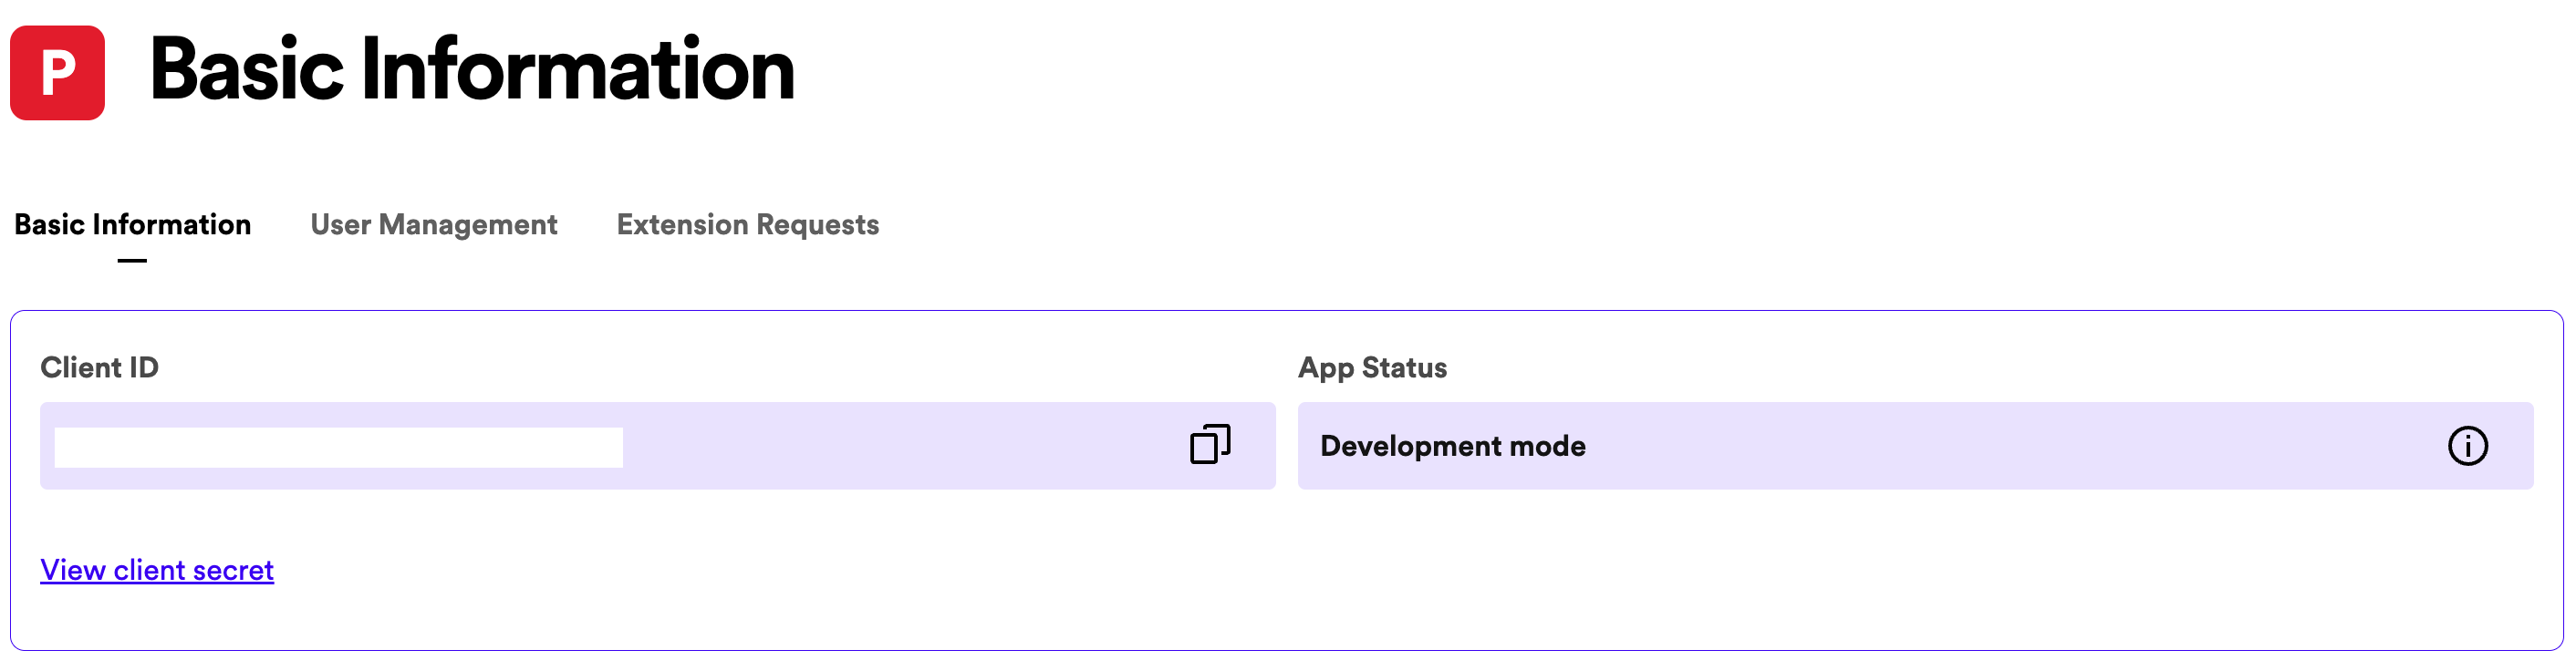 P Basic Information
Basic Information User Management Extension Requests
Client ID App Status
Development mode
View client secret